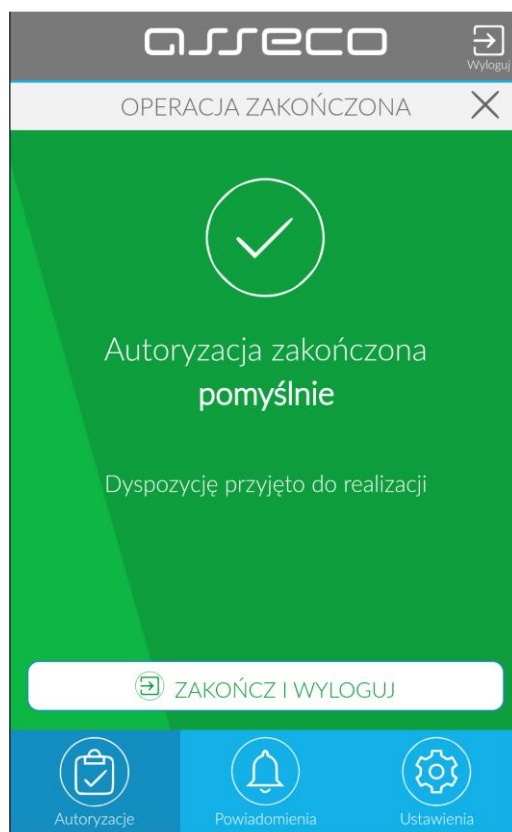 asseco
Wyloguj
OPERACJA ZAKOŃCZONA
Autoryzacja zakończona
pomyślnie
Dyspozycję przyjęto do realizacji
ZAKOŃCZ I WYLOGUJ
Autoryzacje
Powiadomienia
Ustawienia